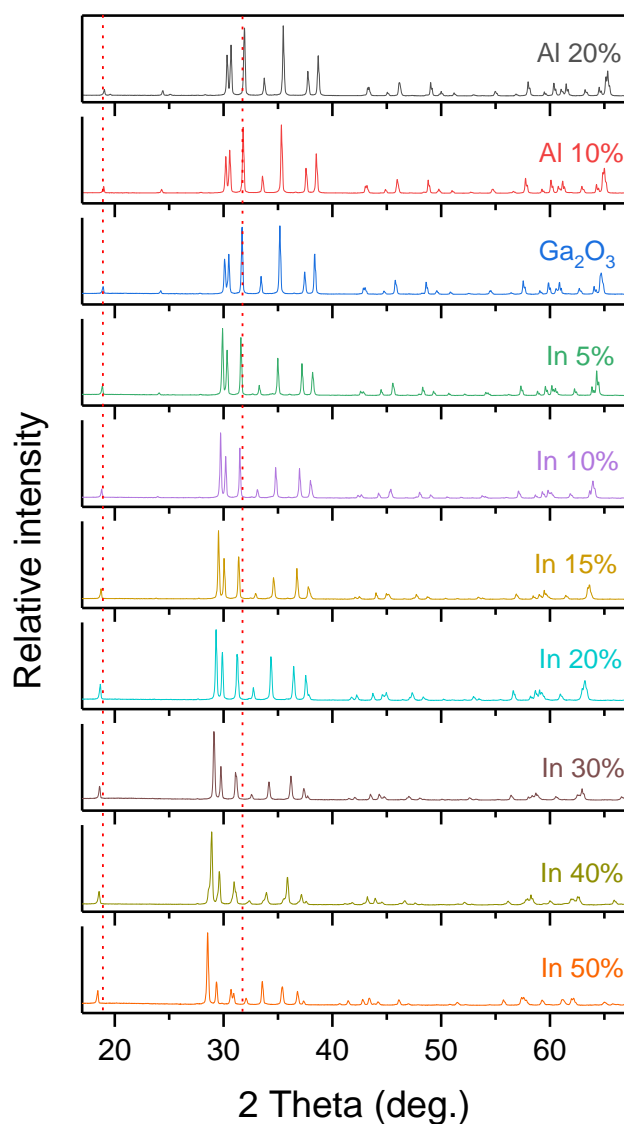 Relative intensity
Al 20%
Al 10%
Ga₂O₃
In 5%
In 10%
In 15%
In 20%
In 30%
In 40%
In 50%
20 30 40 50 60
2 Theta (deg.)